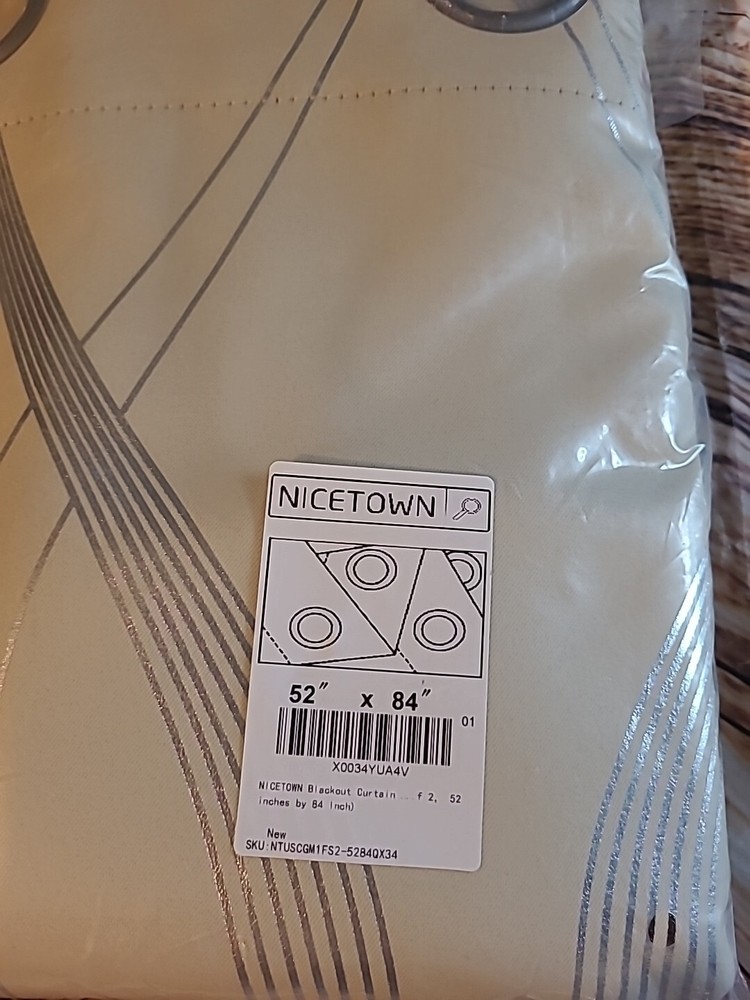 NICETOWN
52" x 84"
01
X0034YUA4V
NICETOWN Blackout Curtain ... f 2, 52
inches by 84 Inch)
New
SKU:NTUSCGM1FS2-5284QX34